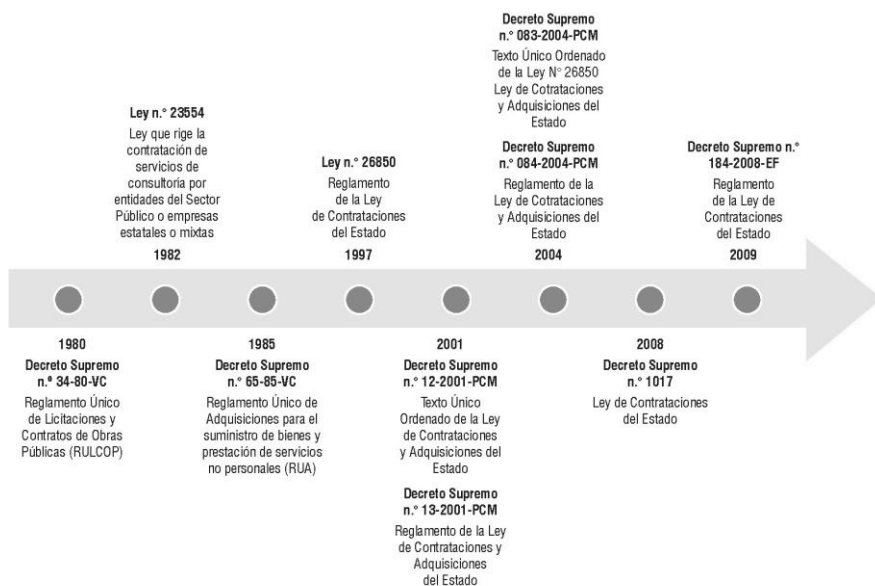 Decreto Supremo
n.° 083-2004-PCM
Texto Único Ordenado
de la Ley N° 26850
Ley de Cotrataciones
y Adquisiciones del
Estado
Ley n.° 23554
Ley que rige la
contratación de
servicios de
consultoría por
entidades del Sector
Público o empresas
estatales o mixtas
1982
Ley n.° 26850
Reglamento
de la Ley
de Contrataciones
del Estado
1997
Decreto Supremo
n.° 084-2004-PCM
Reglamento de la
Ley de Cotrataciones
y Adquisiciones del
Estado
2004
Decreto Supremo n.°
184-2008-EF
Reglamento
de la Ley de
Contrataciones
del Estado
2009
1980
Decreto Supremo
n.º 34-80-VC
Reglamento Único
de Licitaciones y
Contratos de Obras
Públicas (RULCOP)
1985
Decreto Supremo
n.° 65-85-VC
Reglamento Único de
Adquisiciones para el
suministro de bienes y
prestación de servicios
no personales (RUA)
2001
Decreto Supremo
n.° 12-2001-PCM
Texto Único
Ordenado de la Ley
de Contrataciones
y Adquisiciones del
Estado
Decreto Supremo
n.° 13-2001-PCM
Reglamento de la Ley
de Contrataciones y
Adquisiciones
del Estado
2008
Decreto Supremo
n.° 1017
Ley de Contrataciones
del Estado